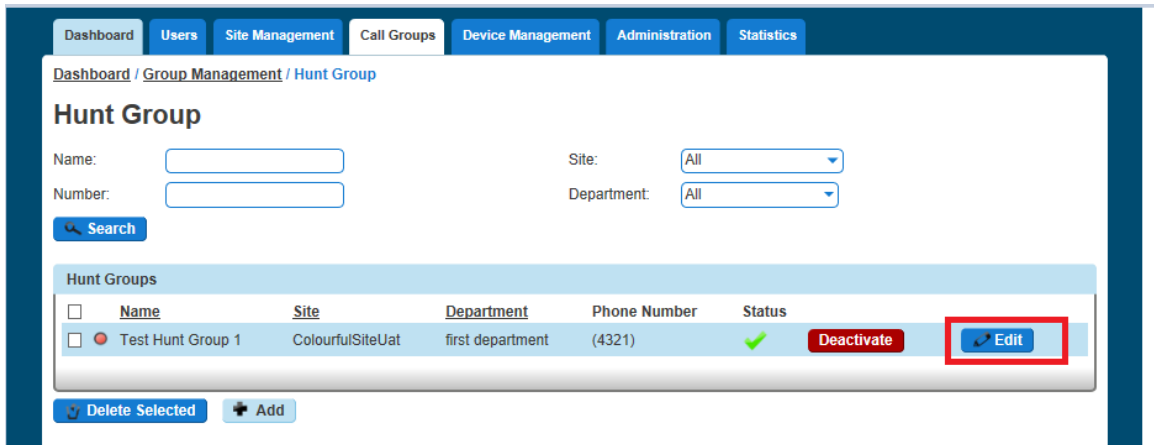 Dashboard Users Site Management Call Groups Device Management Administration Statistics
Dashboard / Group Management / Hunt Group
Hunt Group
Name: Site: All
Number: Department: All
Search
Hunt Groups
Name Site Department Phone Number Status
Test Hunt Group 1 ColourfulSiteUat first department (4321) Deactivate Edit
Delete Selected Add